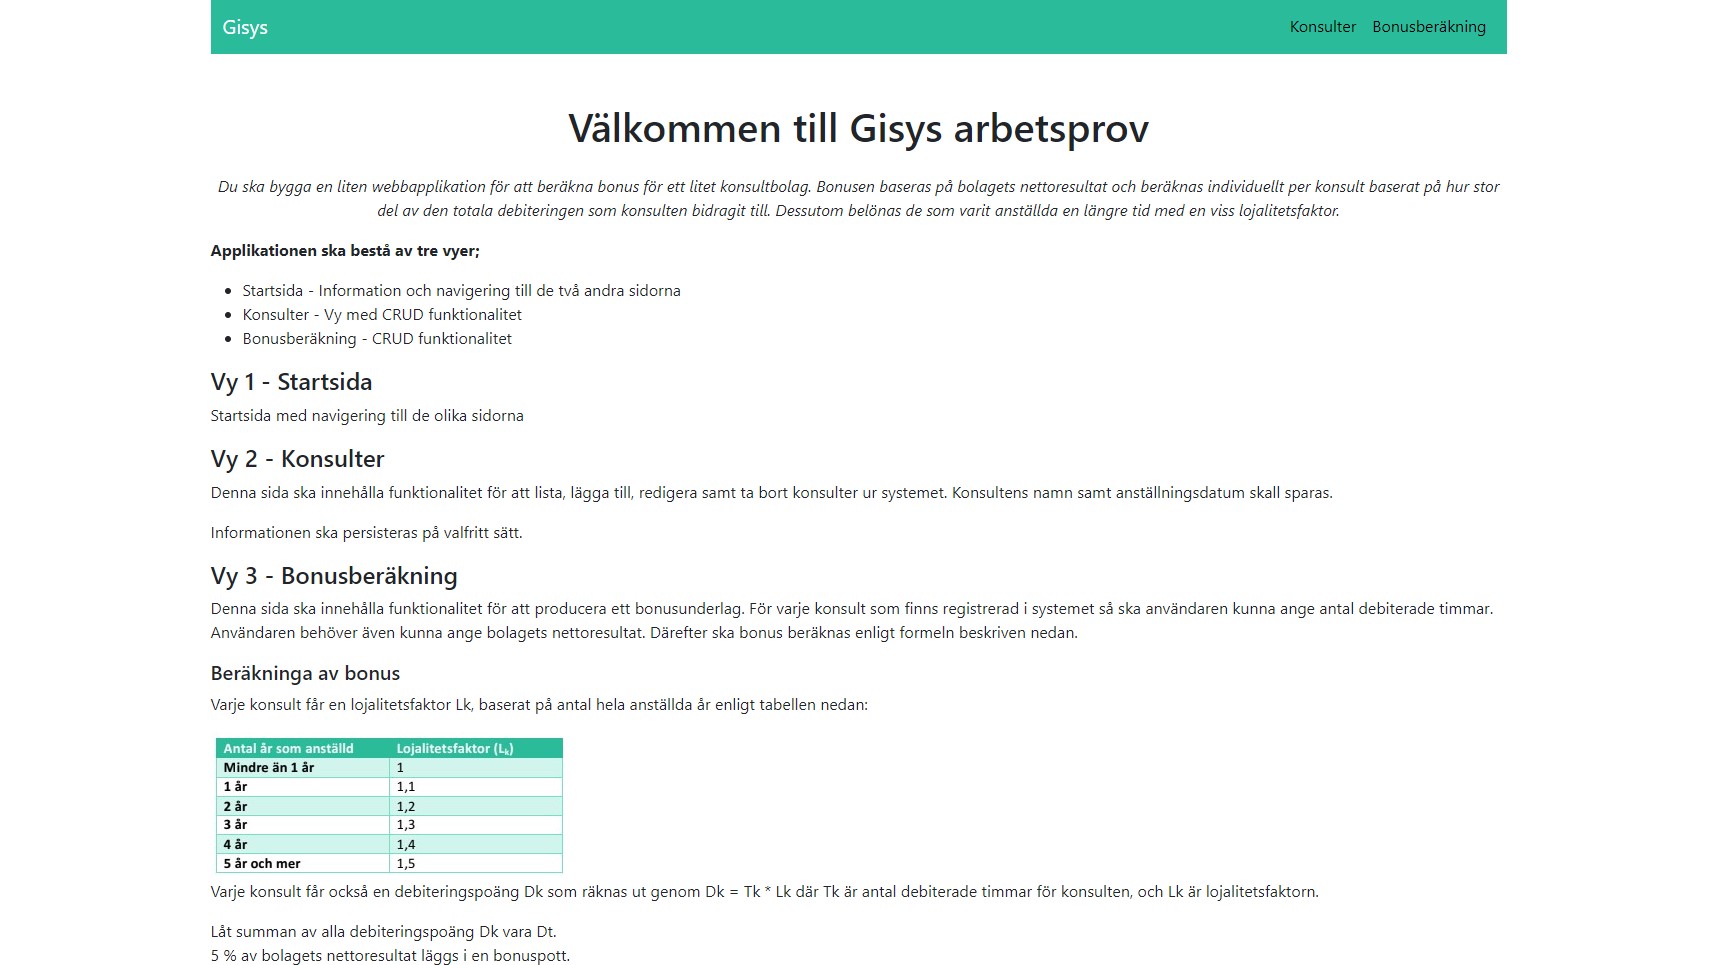 Gisys
Konsulter Bonusberäkning
Välkommen till Gisys arbetsprov
Du ska bygga en liten webbapplikation för att beräkna bonus för ett litet konsultbolag. Bonusen baseras på bolagets nettoresultat och beräknas individuellt per konsult baserat på hur stor
del av den totala debiteringen som konsulten bidragit till. Dessutom belönas de som varit anställda en längre tid med en viss lojalitetsfaktor.
Applikationen ska bestå av tre vyer;
• Startsida - Information och navigering till de två andra sidorna
• Konsulter - Vy med CRUD funktionalitet
• Bonusberäkning - CRUD funktionalitet
Vy 1 - Startsida
Startsida med navigering till de olika sidorna
Vy 2 - Konsulter
Denna sida ska innehålla funktionalitet för att lista, lägga till, redigera samt ta bort konsulter ur systemet. Konsultens namn samt anställningsdatum skall sparas.
Informationen ska persisteras på valfritt sätt.
Vy 3 - Bonusberäkning
Denna sida ska innehålla funktionalitet för att producera ett bonusunderlag. För varje konsult som finns registrerad i systemet så ska användaren kunna ange antal debiterade timmar.
Användaren behöver även kunna ange bolagets nettoresultat. Därefter ska bonus beräknas enligt formeln beskriven nedan.
Beräkninga av bonus
Varje konsult får en lojalitetsfaktor Lk, baserat på antal hela anställda år enligt tabellen nedan:
Antal år som anställd Lojalitetsfaktor (Lk)
Mindre än 1 år 1
1 år 1,1
2 år 1,2
3 år 1,3
4 år 1,4
5 år och mer 1,5
Varje konsult får också en debiteringspoäng Dk som räknas ut genom Dk = Tk * Lk där Tk är antal debiterade timmar för konsulten, och Lk är lojalitetsfaktorn.
Låt summan av alla debiteringspoäng Dk vara Dt.
5 % av bolagets nettoresultat läggs i en bonuspott.